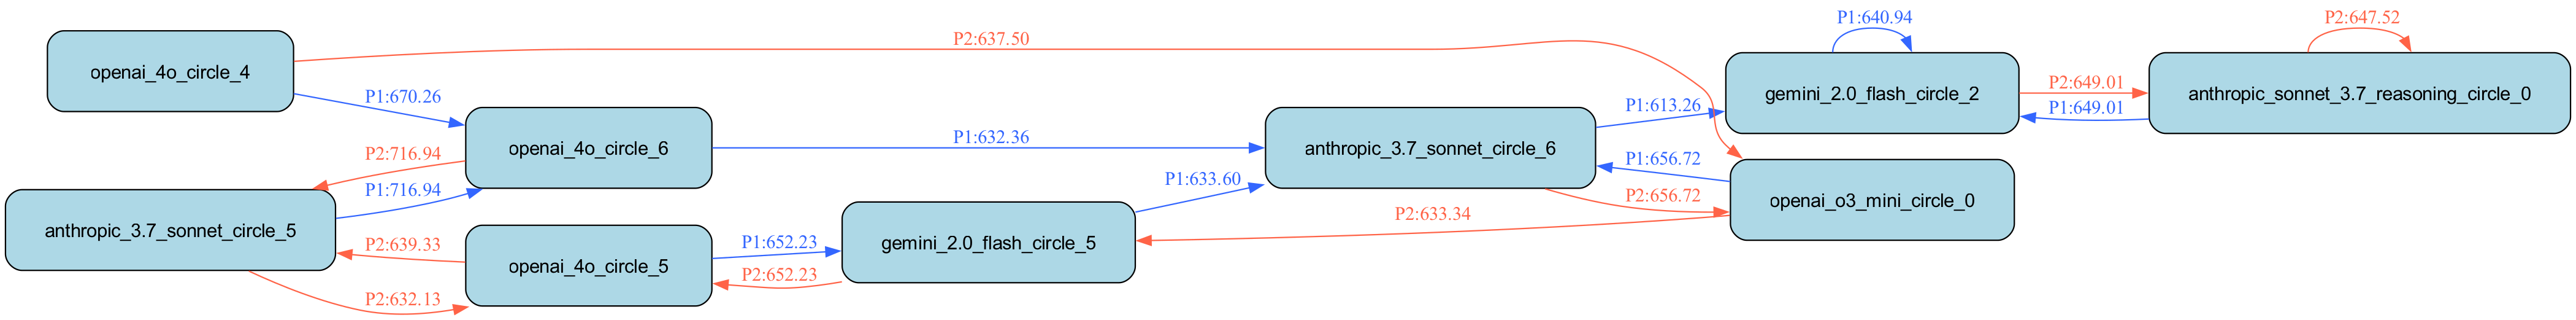 P1:640.94
P2:647.52
P2:637.50
openai_4o_circle_4
P2:649.01
gemini_2.0_flash_circle_2
anthropic_sonnet_3.7_reasoning_circle_0
P1:670.26
P1:613.26
P1:649.01
P1:632.36
openai_4o_circle_6
anthropic_3.7_sonnet_circle_6
P2:716.94
P1:656.72
P1:633.60
P1:716.94
P2:656.72
openai_o3_mini_circle_0
P2:633.34
anthropic_3.7_sonnet_circle_5
P2:639.33
P1:652.23
gemini_2.0_flash_circle_5
openai_4o_circle_5
P2:652.23
P2:632.13